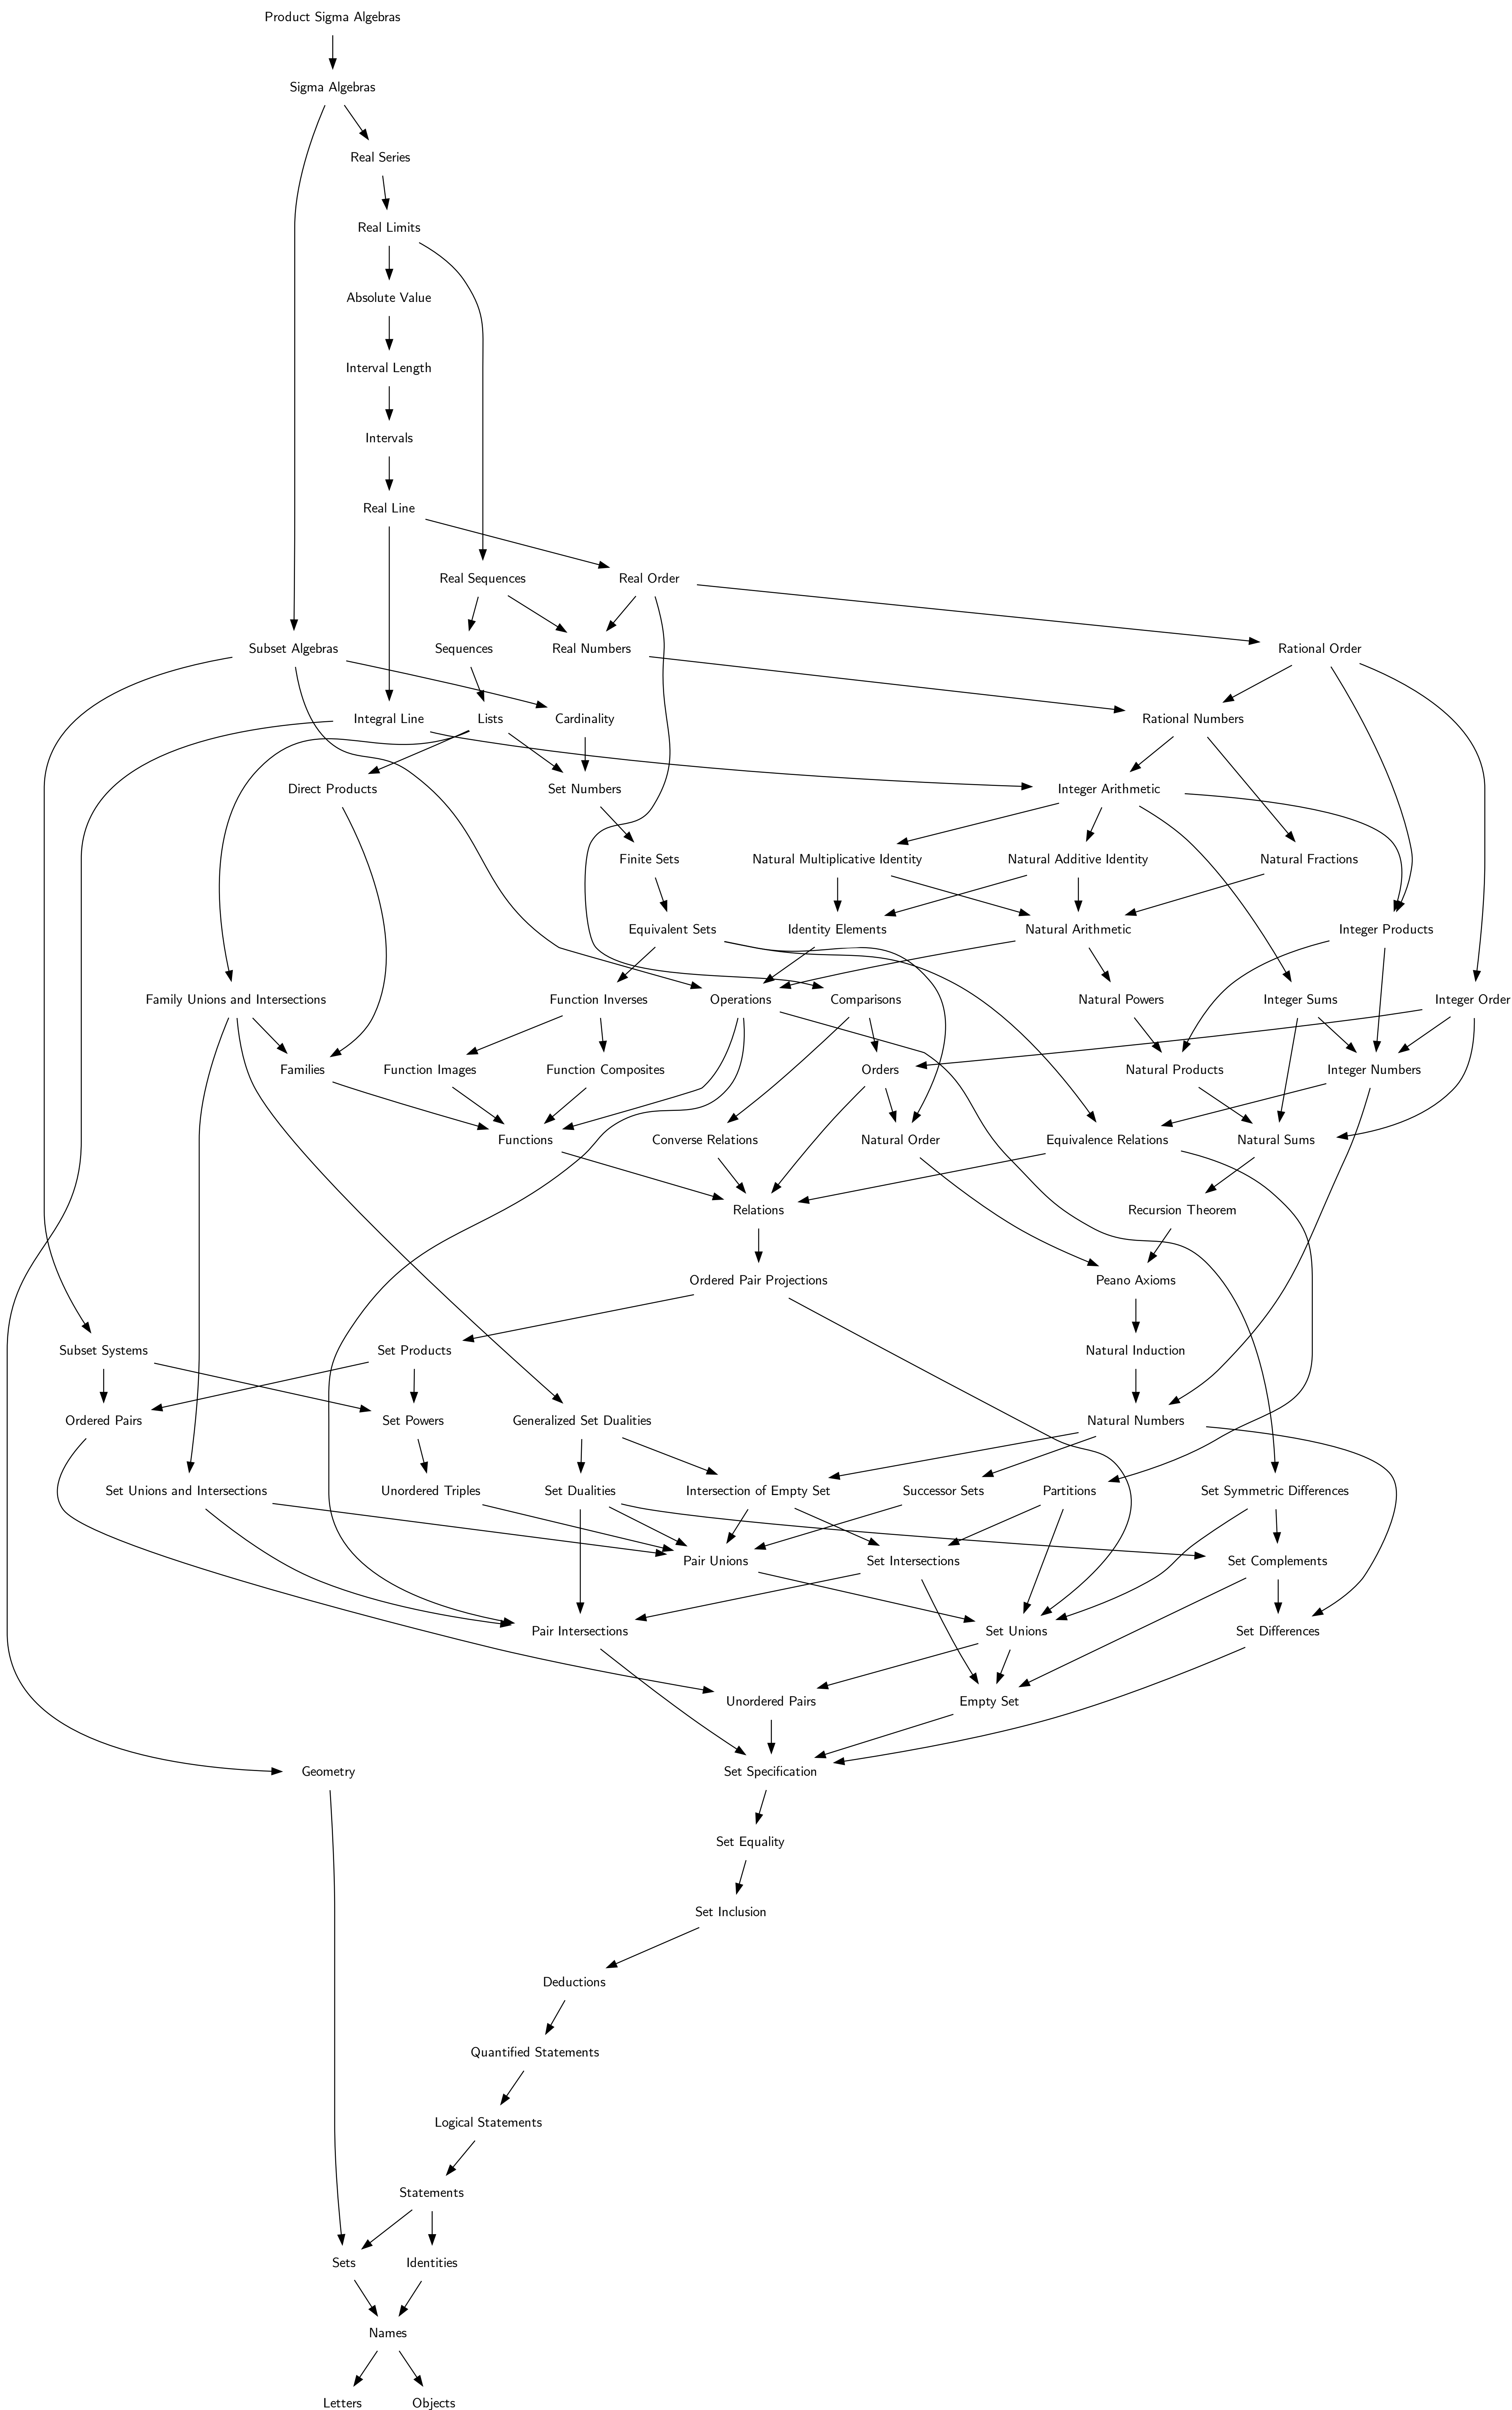 Product Sigma Algebras
Sigma Algebras
Real Series
Real Limits
Absolute Value
Interval Length
Intervals
Real Line
Real Sequences
Real Order
Subset Algebras
Sequences
Real Numbers
Rational Order
Integral Line
Lists
Cardinality
Rational Numbers
Direct Products
Set Numbers
Integer Arithmetic
Finite Sets
Natural Multiplicative Identity
Natural Additive Identity
Natural Fractions
Equivalent Sets
Identity Elements
Natural Arithmetic
Integer Products
Family Unions and Intersections
Function Inverses
Operations
Comparisons
Natural Powers
Integer Sums
Integer Order
Families
Function Images
Function Composites
Orders
Natural Products
Integer Numbers
Functions
Converse Relations
Natural Order
Equivalence Relations
Natural Sums
Relations
Recursion Theorem
Ordered Pair Projections
Peano Axioms
Subset Systems
Set Products
Natural Induction
Ordered Pairs
Set Powers
Generalized Set Dualities
Natural Numbers
Set Unions and Intersections
Unordered Triples
Set Dualities
Intersection of Empty Set
Successor Sets
Partitions
Set Symmetric Differences
Pair Unions
Set Intersections
Set Complements
Pair Intersections
Set Unions
Set Differences
Unordered Pairs
Empty Set
Geometry
Set Specification
Set Equality
Set Inclusion
Deductions
Quantified Statements
Logical Statements
Statements
Sets
Identities
Names
Letters
Objects